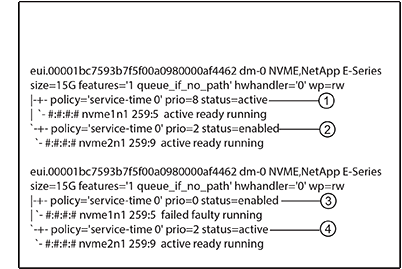 eui.00001bc7593b7f5f00a0980000af4462 dm-0 NVME,NetApp E-Series
size=15G features='1 queue_if_no_path' hwhandler='0' wp=rw
|-+- policy='service-time 0' prio=8 status=active 1
| `- #:#:#:# nvme1n1 259:5 active ready running
`-+- policy='service-time 0' prio=2 status=enabled 2
`- #:#:#:# nvme2n1 259:9 active ready running
eui.00001bc7593b7f5f00a0980000af4462 dm-0 NVME,NetApp E-Series
size=15G features='1 queue_if_no_path' hwhandler='0' wp=rw
|-+- policy='service-time 0' prio=0 status=enabled 3
| `- #:#:#:# nvme1n1 259:5 failed faulty running
`-+- policy='service-time 0' prio=2 status=active 4
`- #:#:#:# nvme2n1 259:9 active ready running